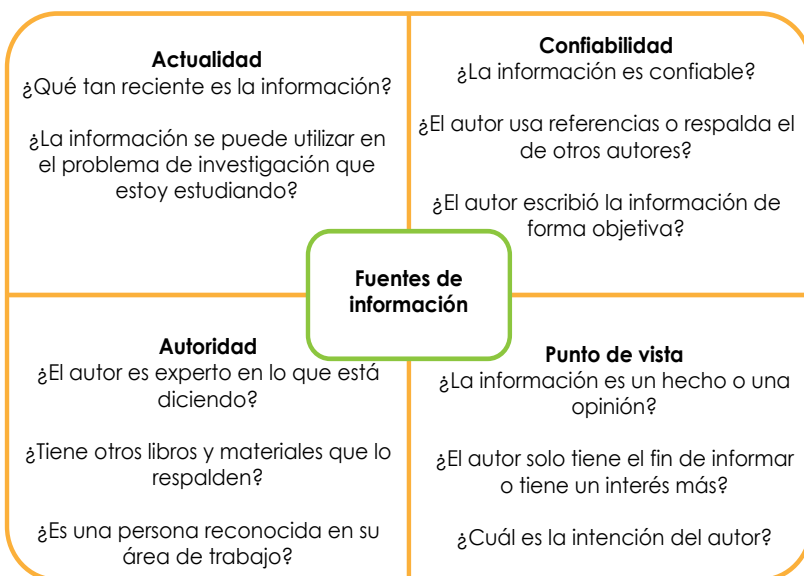 Actualidad
¿Qué tan reciente es la información?
¿La información se puede utilizar en
el problema de investigación que
estoy estudiando?
Confiabilidad
¿La información es confiable?
¿El autor usa referencias o respalda el
de otros autores?
¿El autor escribió la información de
forma objetiva?
Fuentes de
información
Autoridad
¿El autor es experto en lo que está
diciendo?
¿Tiene otros libros y materiales que lo
respalden?
¿Es una persona reconocida en su
área de trabajo?
Punto de vista
¿La información es un hecho o una
opinión?
¿El autor solo tiene el fin de informar
o tiene un interés más?
¿Cuál es la intención del autor?